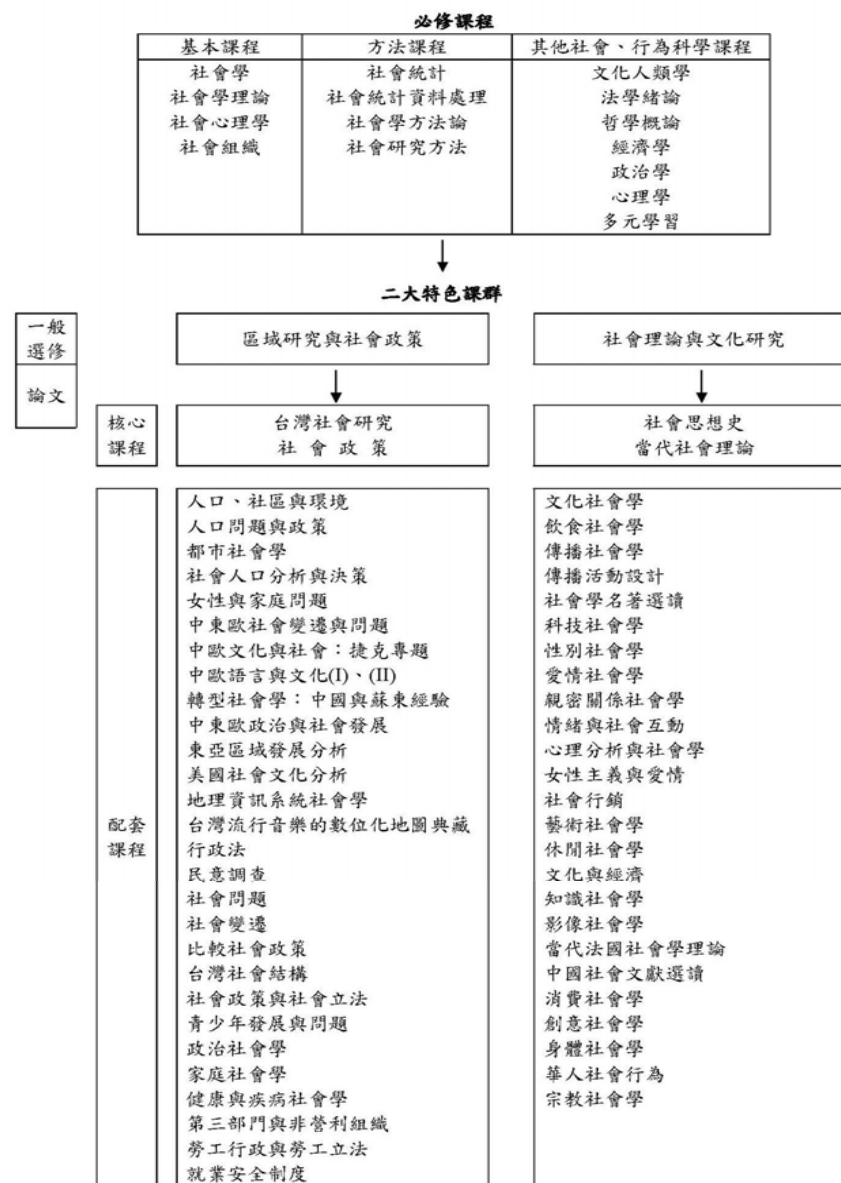 必修課程
基本課程
社會學
社會學理論
社會心理學
社會組織
方法課程
社會統計
社會統計資料處理
社會學方法論
社會研究方法
其他社會、行為科學課程
文化人類學
法學緒論
哲學概論
經濟學
政治學
心理學
多元學習
二大特色課群
一般
選修
論文
區域研究與社會政策
社會理論與文化研究
核心
課程
台灣社會研究
社會政策
社會思想史
當代社會理論
配套
課程
人口、社區與環境
人口問題與政策
都市社會學
社會人口分析與決策
女性與家庭問題
中東歐社會變遷與問題
中歐文化與社會：捷克專題
中歐語言與文化(I)、(II)
轉型社會學：中國與蘇東經驗
中東歐政治與社會發展
東亞區域發展分析
美國社會文化分析
地理資訊系統社會學
台灣流行音樂的數位化地圖典藏
行政法
民意調查
社會問題
社會變遷
比較社會政策
台灣社會結構
社會政策與社會立法
青少年發展與問題
政治社會學
家庭社會學
健康與疾病社會學
第三部門與非營利組織
勞工行政與勞工立法
就業安全制度
文化社會學
飲食社會學
傳播社會學
傳播活動設計
社會學名著選讀
科技社會學
性別社會學
愛情社會學
親密關係社會學
情緒與社會互動
心理分析與社會學
女性主義與愛情
社會行銷
藝術社會學
休閒社會學
文化與經濟
知識社會學
影像社會學
當代法國社會學理論
中國社會文獻選讀
消費社會學
創意社會學
身體社會學
華人社會行為
宗教社會學